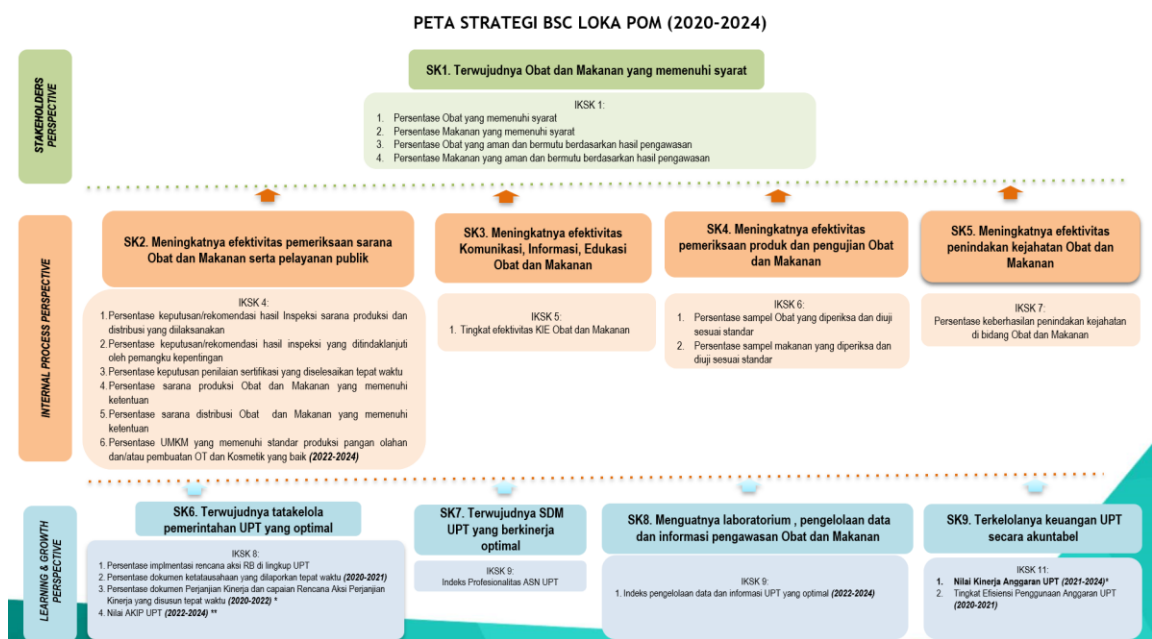 PETA STRATEGI BSC LOKA POM (2020-2024)
STAKEHOLDERS
PERSPECTIVE
SK1. Terwujudnya Obat dan Makanan yang memenuhi syarat
IKSK 1:
1. Persentase Obat yang memenuhi syarat
2. Persentase Makanan yang memenuhi syarat
3. Persentase Obat yang aman dan bermutu berdasarkan hasil pengawasan
4. Persentase Makanan yang aman dan bermutu berdasarkan hasil pengawasan
INTERNAL PROCESS PERSPECTIVE
SK2. Meningkatnya efektivitas pemeriksaan sarana
Obat dan Makanan serta pelayanan publik
IKSK 4:
1. Persentase keputusan/rekomendasi hasil Inspeksi sarana produksi dan
distribusi yang diilaksanakan
2. Persentase keputusan/rekomendasi hasil inspeksi yang ditindaklanjuti
oleh pemangku kepentingan
3. Persentase keputusan penilaian sertifikasi yang diselesaikan tepat waktu
4. Persentase sarana produksi Obat dan Makanan yang memenuhi
ketentuan
5. Persentase sarana distribusi Obat dan Makanan yang memenuhi
ketentuan
6. Persentase UMKM yang memenuhi standar produksi pangan olahan
dan/atau pembuatan OT dan Kosmetik yang baik (2022-2024)
SK3. Meningkatnya efektivitas
Komunikasi, Informasi, Edukasi
Obat dan Makanan
IKSK 5:
1. Tingkat efektivitas KIE Obat dan Makanan
SK4. Meningkatnya efektivitas
pemeriksaan produk dan pengujian Obat
dan Makanan
IKSK 6:
1. Persentase sampel Obat yang diperiksa dan diuji
sesuai standar
2. Persentase sampel makanan yang diperiksa dan
diuji sesuai standar
SK5. Meningkatnya efektivitas
penindakan kejahatan Obat dan
Makanan
IKSK 7:
Persentase keberhasilan penindakan kejahatan
di bidang Obat dan Makanan
LEARNING & GROWTH
PERSPECTIVE
SK6. Terwujudnya tatakelola
pemerintahan UPT yang optimal
IKSK 8:
1. Persentase implmentasi rencana aksi RB di lingkup UPT
2. Persentase dokumen ketatausahaan yang dilaporkan tepat waktu (2020-2021)
3. Persentase dokumen Perjanjian Kinerja dan capaian Rencana Aksi Perjanjian
Kinerja yang disusun tepat waktu (2020-2022) *
4. Nilai AKIP UPT (2022-2024) **
SK7. Terwujudnya SDM
UPT yang berkinerja
optimal
IKSK 9:
Indeks Profesionalitas ASN UPT
SK8. Menguatnya laboratorium , pengelolaan data
dan informasi pengawasan Obat dan Makanan
IKSK 9:
1. Indeks pengelolaan data dan informasi UPT yang optimal (2022-2024)
SK9. Terkelolanya keuangan UPT
secara akuntabel
IKSK 11:
1. Nilai Kinerja Anggaran UPT (2021-2024)*
2. Tingkat Efisiensi Penggunaan Anggaran UPT
(2020-2021)